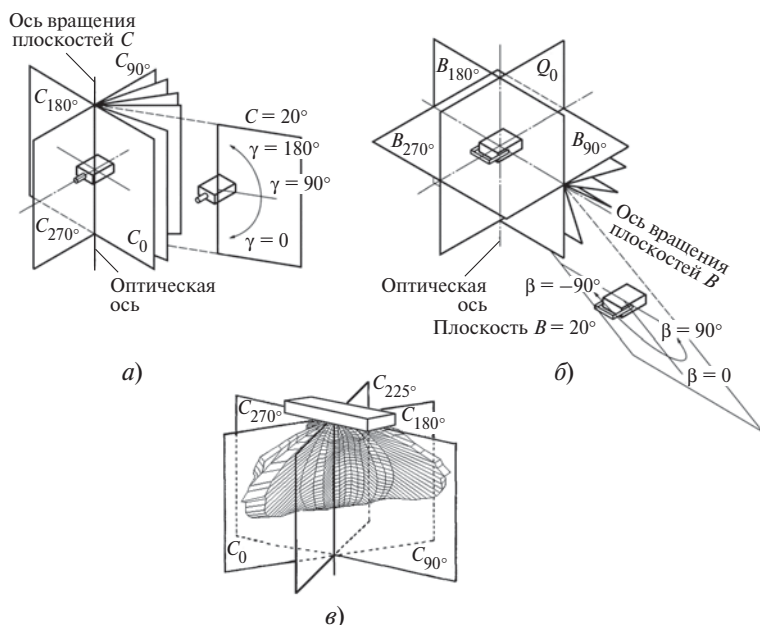 Ось вращения
плоскостей C
C90°
C180°
C = 20°
γ = 180°
γ = 90°
γ = 0
C270°
C0
Оптическая
ось
а)
B180°
Q0
B270°
B90°
Ось вращения
плоскостей B
Оптическая
ось
β = –90°
Плоскость B = 20°
β = 90°
β = 0
б)
C225°
C270°
C180°
C0
C90°
в)